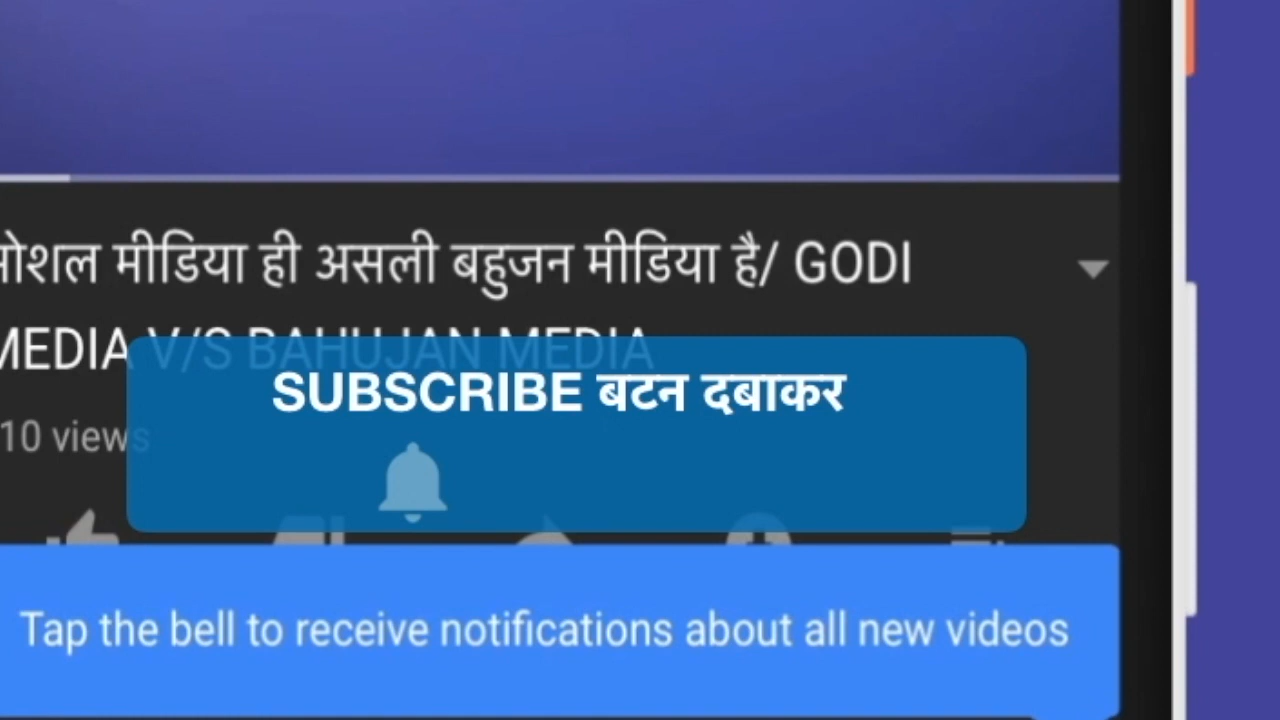 मीडिया ही असली बहुजन मीडिया है/ GODI
MEDIA V/S BAHUJAN MEDIA
10 views
SUBSCRIBE बटन दबाकर
Tap the bell to receive notifications about all new videos